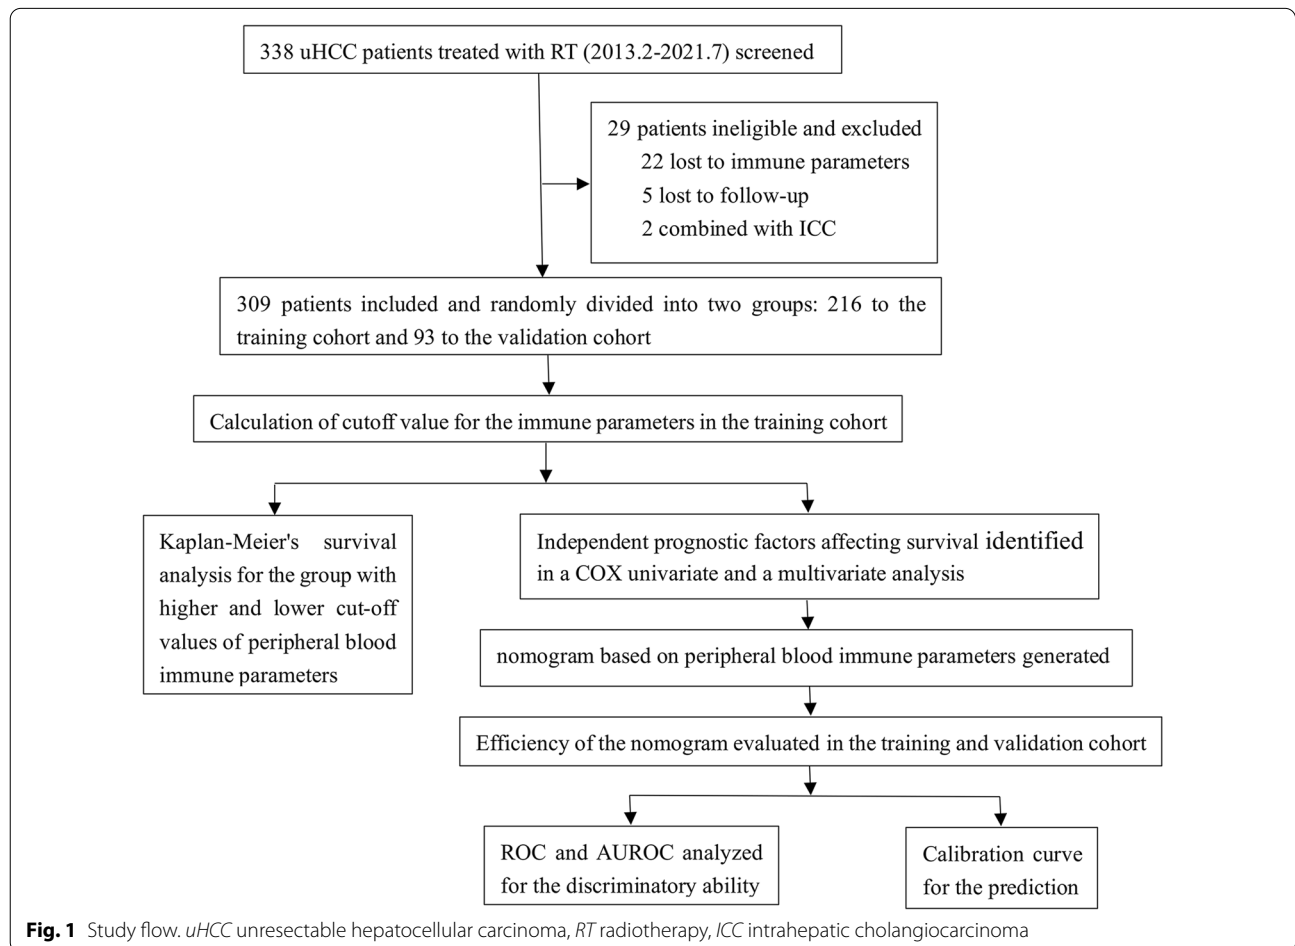 338 uHCC patients treated with RT (2013.2-2021.7) screened
29 patients ineligible and excluded
22 lost to immune parameters
5 lost to follow-up
2 combined with ICC
309 patients included and randomly divided into two groups: 216 to the
training cohort and 93 to the validation cohort
Calculation of cutoff value for the immune parameters in the training cohort
Kaplan-Meier's survival
analysis for the group with
higher and lower cut-off
values of peripheral blood
immune parameters
Independent prognostic factors affecting survival identified
in a COX univariate and a multivariate analysis
nomogram based on peripheral blood immune parameters generated
Efficiency of the nomogram evaluated in the training and validation cohort
ROC and AUROC analyzed
for the discriminatory ability
Calibration curve
for the prediction
Fig. 1 Study flow. uHCC unresectable hepatocellular carcinoma, RT radiotherapy, ICC intrahepatic cholangiocarcinoma